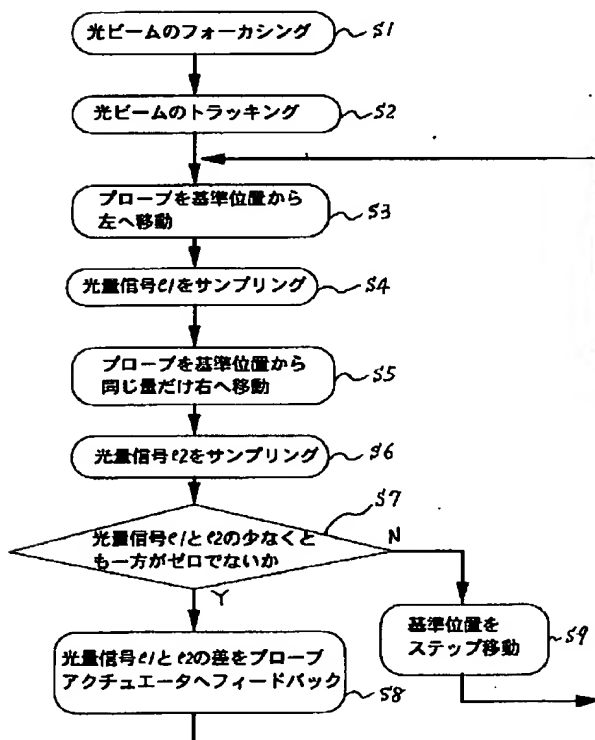 光ビームのフォーカシング
S1
光ビームのトラッキング
S2
プローブを基準位置から
左へ移動
S3
光量信号e1をサンプリング
S4
プローブを基準位置から
同じ量だけ右へ移動
S5
光量信号e2をサンプリング
S6
S7
光量信号e1とe2の少なくと
も一方がゼロでないか
N
Y
基準位置を
ステップ移動
S9
光量信号e1とe2の差をプローブ
アクチュエータへフィードバック
S8